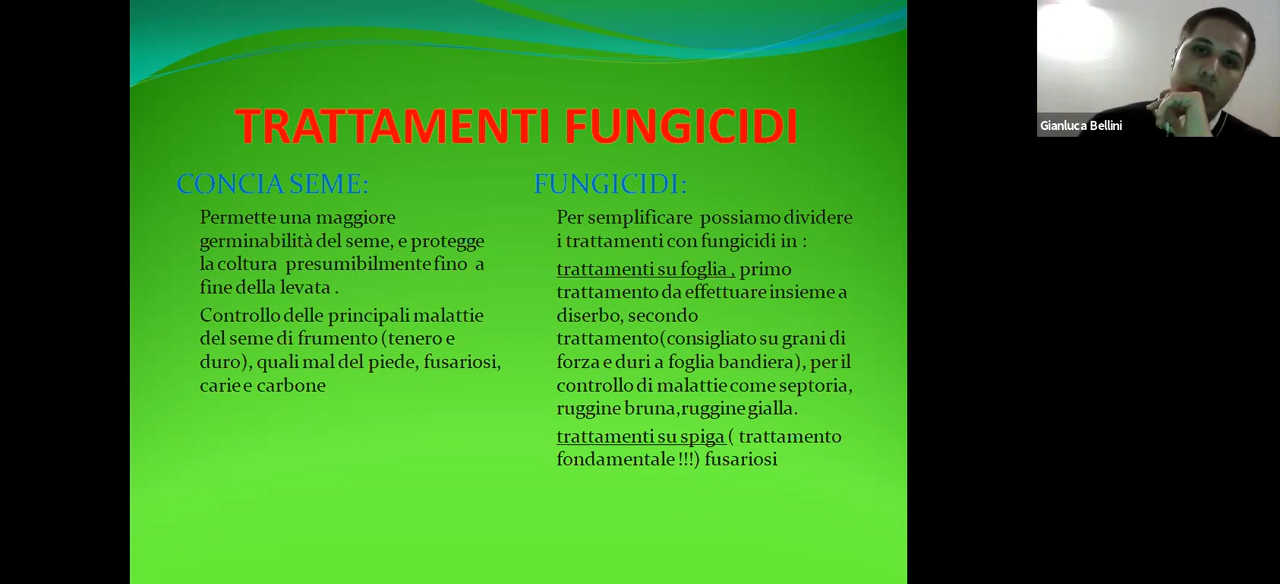 TRATTAMENTI FUNGICIDI
CONCIA SEME:
Permette una maggiore
germinabilità del seme, e protegge
la coltura presumibilmente fino a
fine della levata .
Controllo delle principali malattie
del seme di frumento (tenero e
duro), quali mal del piede, fusariosi,
carie e carbone
FUNGICIDI:
Per semplificare possiamo dividere
i trattamenti con fungicidi in :
trattamenti su foglia , primo
trattamento da effettuare insieme a
diserbo, secondo
trattamento(consigliato su grani di
forza e duri a foglia bandiera), per il
controllo di malattie come septoria,
ruggine bruna,ruggine gialla.
trattamenti su spiga ( trattamento
fondamentale !!!) fusariosi
Gianluca Bellini